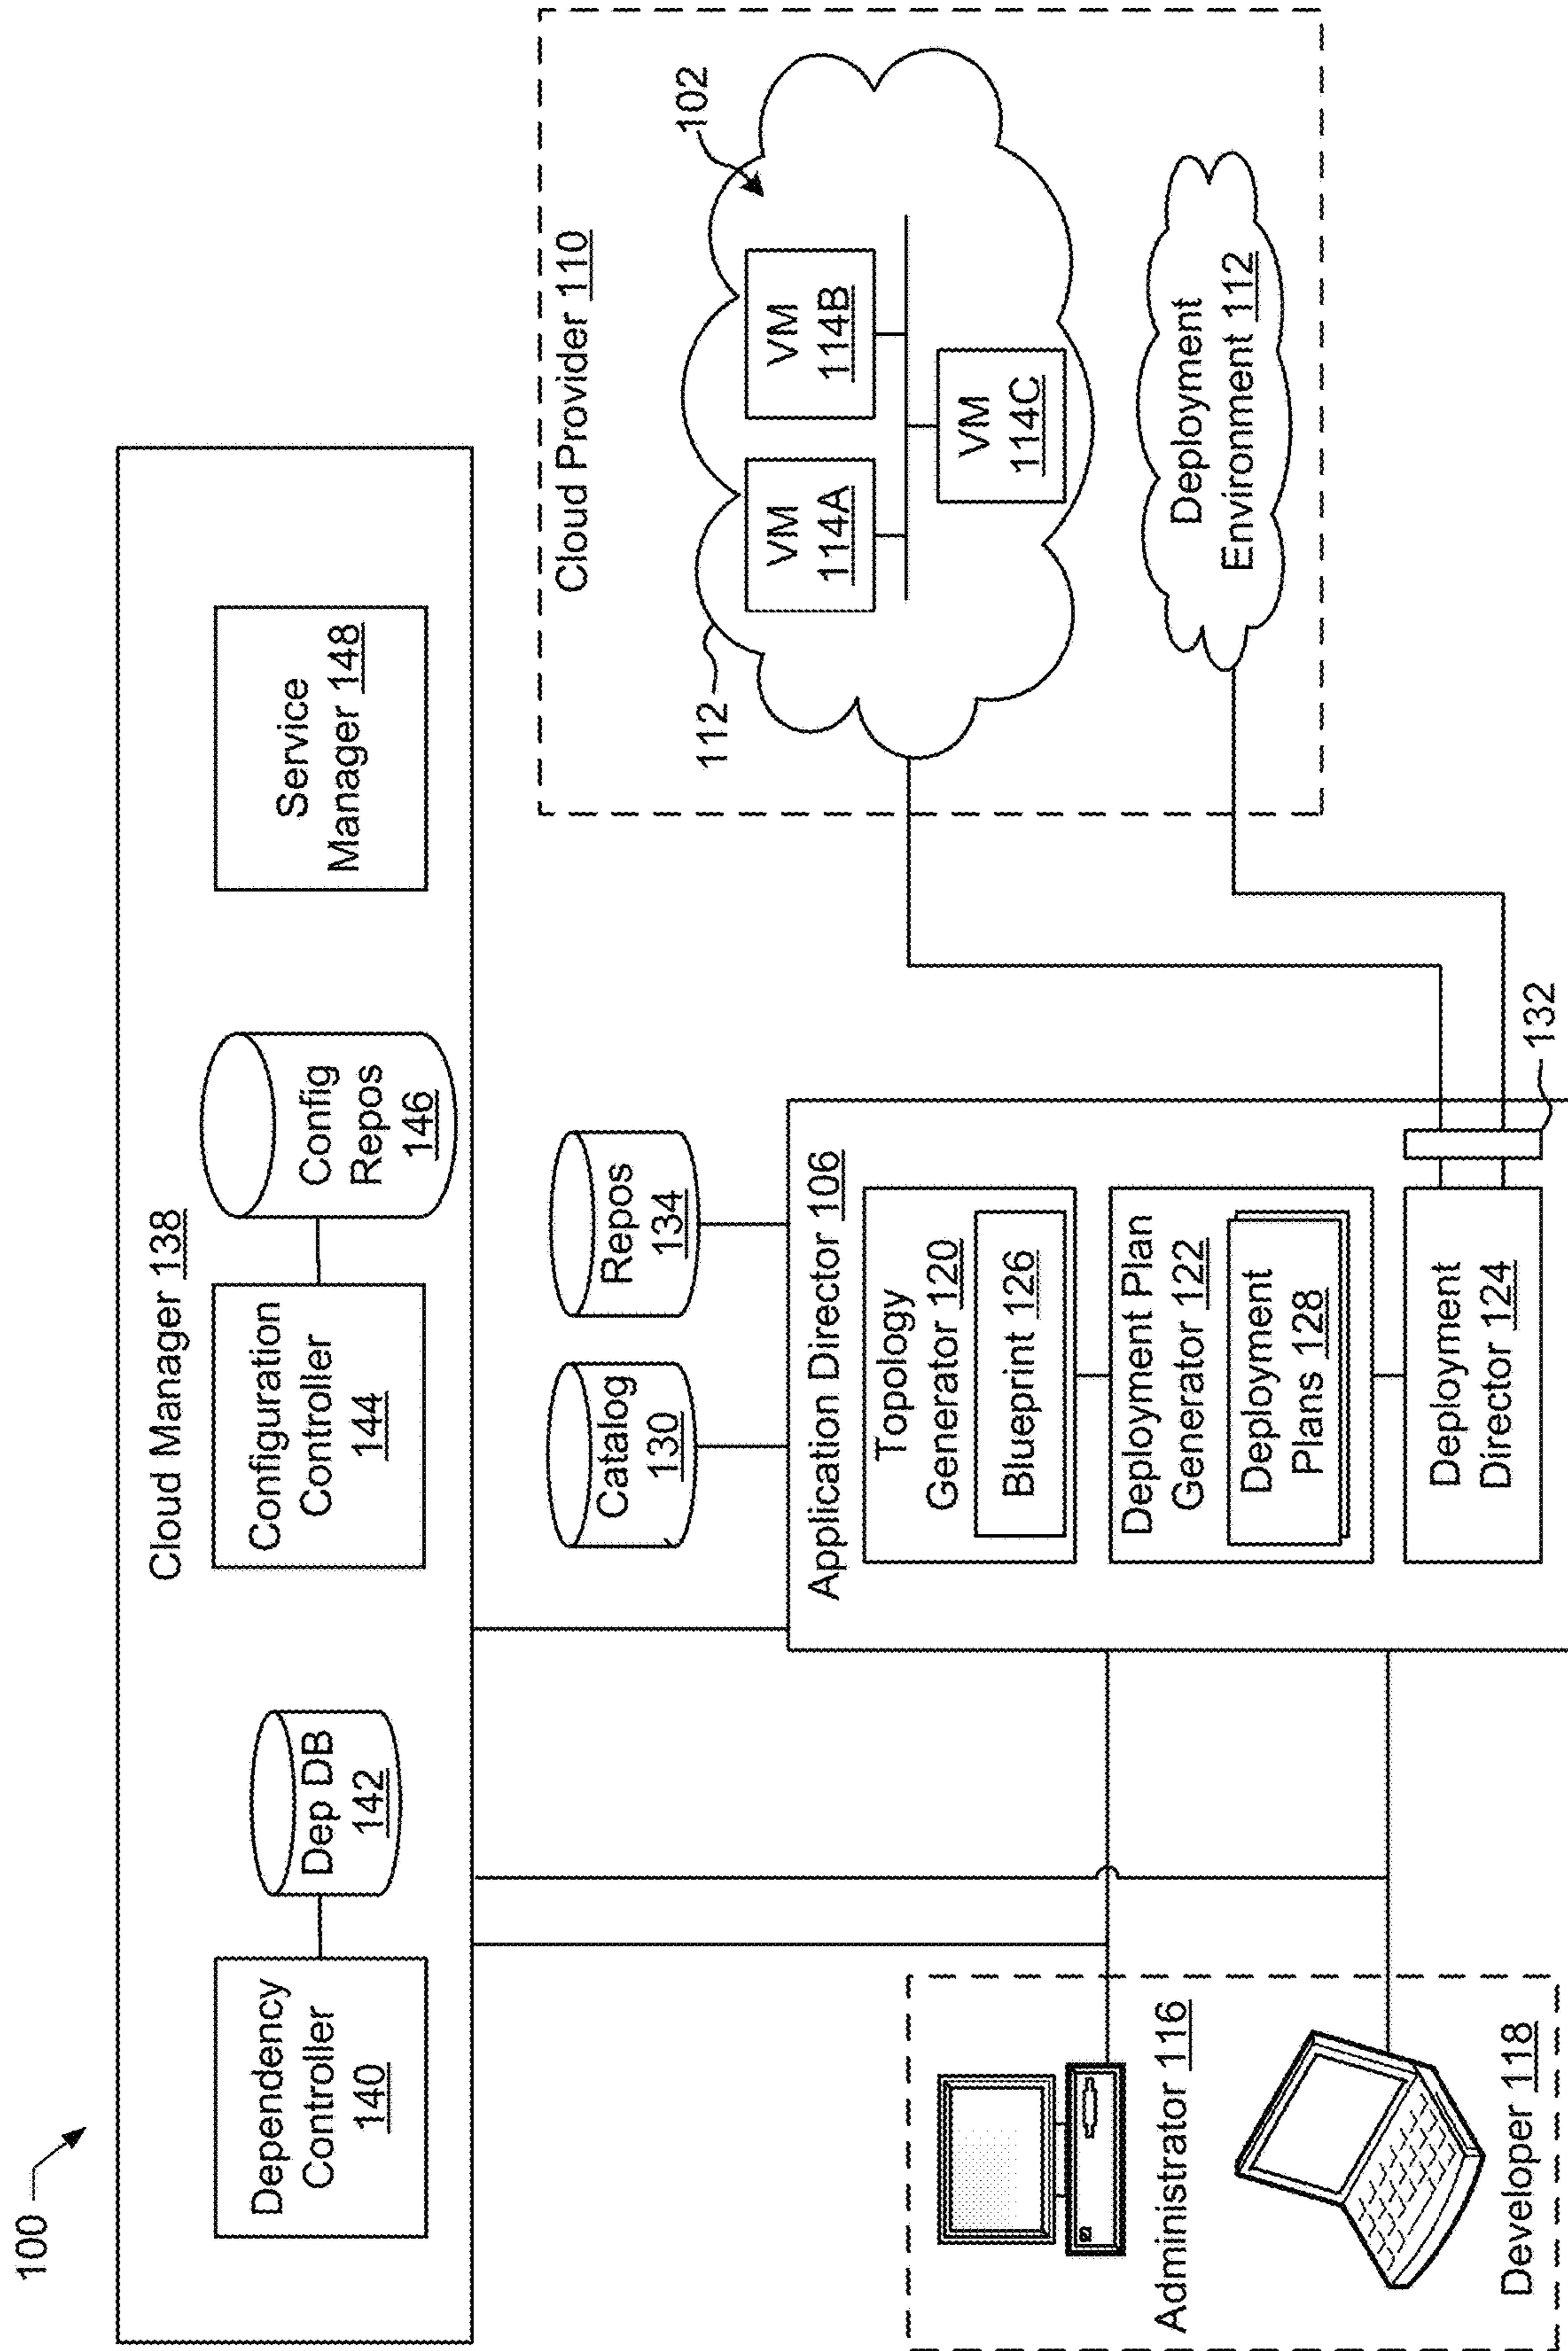 100
Cloud Manager 138
Dependency
Controller
140
Dep DB
142
Configuration
Controller
144
Config
Repos
146
Service
Manager 148
Catalog
130
Repos
134
Application Director 106
Topology
Generator 120
Blueprint 126
Deployment Plan
Generator 122
Deployment
Plans 128
Deployment
Director 124
132
Administrator 116
Developer 118
Cloud Provider 110
112
102
VM
114A
VM
114B
VM
114C
Deployment
Environment 112